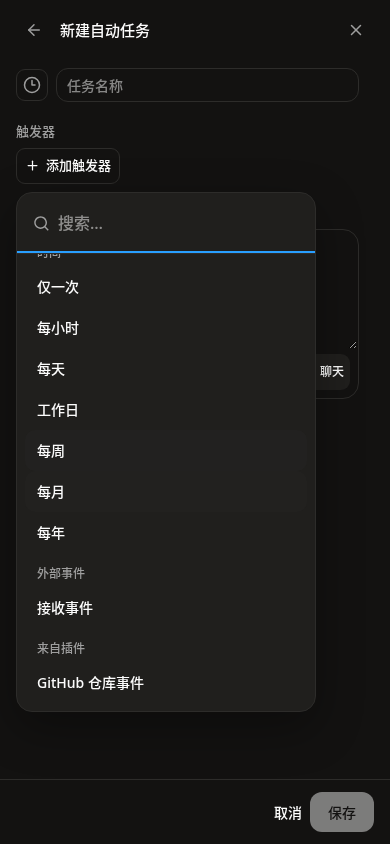 新建自动任务
任务名称
触发器
添加触发器
搜索...
时间
仅一次
每小时
每天
工作日
聊天
每周
每月
每年
外部事件
接收事件
来自插件
GitHub 仓库事件
取消
保存